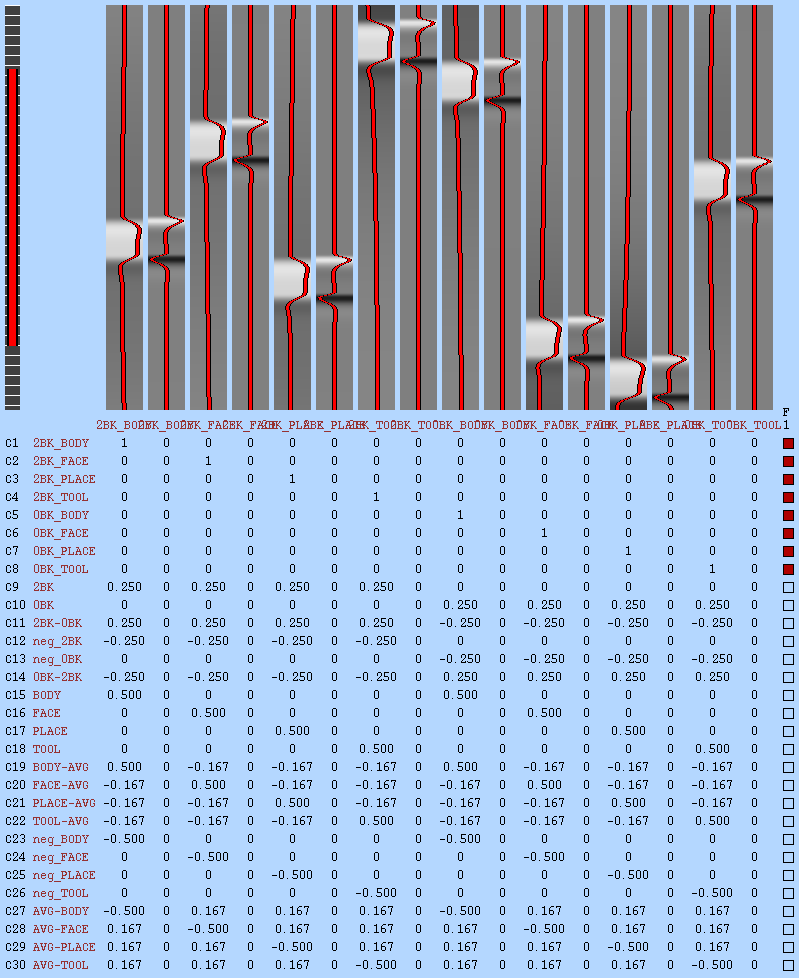 F
1
C1 2BK_BODY 1 0 0 0 0 0 0 0 0 0 0 0 0 0 0 0
C2 2BK_FACE 0 0 1 0 0 0 0 0 0 0 0 0 0 0 0 0
C3 2BK_PLACE 0 0 0 0 1 0 0 0 0 0 0 0 0 0 0 0
C4 2BK_TOOL 0 0 0 0 0 0 1 0 0 0 0 0 0 0 0 0
C5 0BK_BODY 0 0 0 0 0 0 0 0 1 0 0 0 0 0 0 0
C6 0BK_FACE 0 0 0 0 0 0 0 0 0 0 1 0 0 0 0 0
C7 0BK_PLACE 0 0 0 0 0 0 0 0 0 0 0 0 1 0 0 0
C8 0BK_TOOL 0 0 0 0 0 0 0 0 0 0 0 0 0 0 1 0
C9 2BK 0.250 0 0.250 0 0.250 0 0.250 0 0 0 0 0 0 0 0 0
C10 0BK 0 0 0 0 0 0 0 0 0.250 0 0.250 0 0.250 0 0.250 0
C11 2BK-0BK 0.250 0 0.250 0 0.250 0 0.250 0 -0.250 0 -0.250 0 -0.250 0 -0.250 0
C12 neg_2BK -0.250 0 -0.250 0 -0.250 0 -0.250 0 0 0 0 0 0 0 0 0
C13 neg_0BK 0 0 0 0 0 0 0 0 -0.250 0 -0.250 0 -0.250 0 -0.250 0
C14 0BK-2BK -0.250 0 -0.250 0 -0.250 0 -0.250 0 0.250 0 0.250 0 0.250 0 0.250 0
C15 BODY 0.500 0 0 0 0 0 0 0 0.500 0 0 0 0 0 0 0
C16 FACE 0 0 0.500 0 0 0 0 0 0 0 0.500 0 0 0 0 0
C17 PLACE 0 0 0 0 0.500 0 0 0 0 0 0 0 0.500 0 0 0
C18 TOOL 0 0 0 0 0 0 0.500 0 0 0 0 0 0 0 0.500 0
C19 BODY-AVG 0.500 0 -0.167 0 -0.167 0 -0.167 0 0.500 0 -0.167 0 -0.167 0 -0.167 0
C20 FACE-AVG -0.167 0 0.500 0 -0.167 0 -0.167 0 -0.167 0 0.500 0 -0.167 0 -0.167 0
C21 PLACE-AVG -0.167 0 -0.167 0 0.500 0 -0.167 0 -0.167 0 -0.167 0 0.500 0 -0.167 0
C22 TOOL-AVG -0.167 0 -0.167 0 -0.167 0 0.500 0 -0.167 0 -0.167 0 -0.167 0 0.500 0
C23 neg_BODY -0.500 0 0 0 0 0 0 0 -0.500 0 0 0 0 0 0 0
C24 neg_FACE 0 0 -0.500 0 0 0 0 0 0 0 -0.500 0 0 0 0 0
C25 neg_PLACE 0 0 0 0 -0.500 0 0 0 0 0 0 0 -0.500 0 0 0
C26 neg_TOOL 0 0 0 0 0 0 -0.500 0 0 0 0 0 0 0 -0.500 0
C27 AVG-BODY -0.500 0 0.167 0 0.167 0 0.167 0 -0.500 0 0.167 0 0.167 0 0.167 0
C28 AVG-FACE 0.167 0 -0.500 0 0.167 0 0.167 0 0.167 0 -0.500 0 0.167 0 0.167 0
C29 AVG-PLACE 0.167 0 0.167 0 -0.500 0 0.167 0 0.167 0 0.167 0 -0.500 0 0.167 0
C30 AVG-TOOL 0.167 0 0.167 0 0.167 0 -0.500 0 0.167 0 0.167 0 0.167 0 -0.500 0